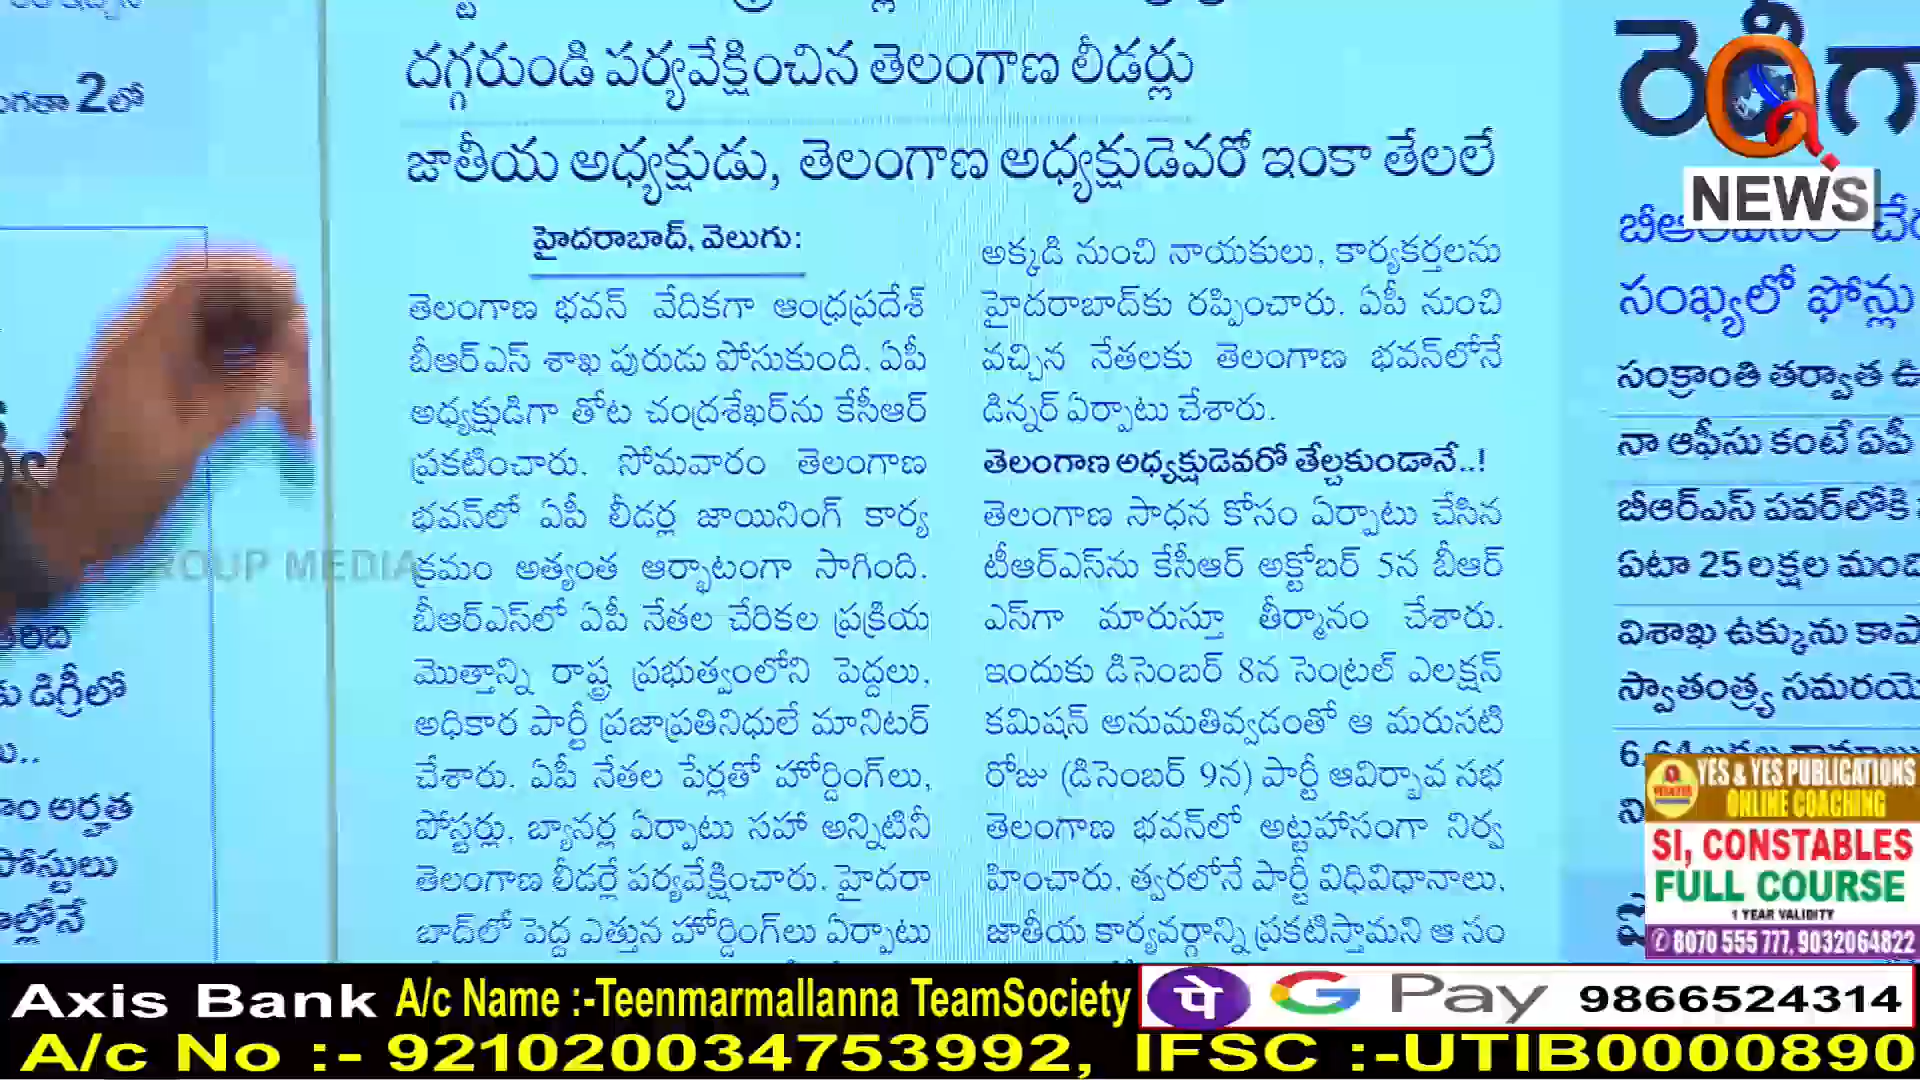 దగ్గరుండి పర్యవేక్షించిన తెలంగాణ లీడర్లు
జాతీయ అధ్యక్షుడు, తెలంగాణ అధ్యక్షుడెవరో ఇంకా తేలలే
హైదరాబాద్, వెలుగు:
తెలంగాణ భవన్ వేదికగా ఆంధ్రప్రదేశ్
బీఆర్ఎస్ శాఖ పురుడు పోసుకుంది. ఏపీ
అధ్యక్షుడిగా తోట చంద్రశేఖర్‌ను కేసీఆర్
ప్రకటించారు. సోమవారం తెలంగాణ
భవన్‌లో ఏపీ లీడర్ల జాయినింగ్ కార్య
క్రమం అత్యంత ఆర్భాటంగా సాగింది.
బీఆర్ఎస్‌లో ఏపీ నేతల చేరికల ప్రక్రియ
మొత్తాన్ని రాష్ట్ర ప్రభుత్వంలోని పెద్దలు,
అధికార పార్టీ ప్రజాప్రతినిధులే మానిటర్
చేశారు. ఏపీ నేతల పేర్లతో హోర్డింగ్‌లు,
పోస్టర్లు, బ్యానర్ల ఏర్పాటు సహా అన్నిటినీ
తెలంగాణ లీడర్లే పర్యవేక్షించారు. హైదరా
బాద్‌లో పెద్ద ఎత్తున హోర్డింగ్‌లు ఏర్పాటు
అక్కడి నుంచి నాయకులు, కార్యకర్తలను
హైదరాబాద్‌కు రప్పించారు. ఏపీ నుంచి
వచ్చిన నేతలకు తెలంగాణ భవన్‌లోనే
డిన్నర్ ఏర్పాటు చేశారు.
తెలంగాణ అధ్యక్షుడెవరో తేల్చకుండానే..!
తెలంగాణ సాధన కోసం ఏర్పాటు చేసిన
టీఆర్ఎస్‌ను కేసీఆర్ అక్టోబర్ 5న బీఆర్
ఎస్‌గా మారుస్తూ తీర్మానం చేశారు.
ఇందుకు డిసెంబర్ 8న సెంట్రల్ ఎలక్షన్
కమిషన్ అనుమతివ్వడంతో ఆ మరుసటి
రోజు (డిసెంబర్ 9న) పార్టీ ఆవిర్భావ సభ
తెలంగాణ భవన్‌లో అట్టహాసంగా నిర్వ
హించారు. త్వరలోనే పార్టీ విధివిధానాలు,
జాతీయ కార్యవర్గాన్ని ప్రకటిస్తామని ఆ సం
2లో
డిగ్రీలో
అర్హత
సంఖ్యలో ఫోన్లు
సంక్రాంతి తర్వాత
నా ఆఫీసు కంటే ఏపీ
బీఆర్ఎస్ పవర్‌లోకి
ఏటా 25 లక్షల
విశాఖ ఉక్కును
స్వాతంత్ర్య
Q
NEWS
GROUP MEDIA
YES & YES PUBLICATIONS
ONLINE COACHING
SI, CONSTABLES
FULL COURSE
1 YEAR VALIDITY
8070 555 777, 9032064822
Axis Bank A/c Name :-Teenmarmallanna TeamSociety
पे G Pay 9866524314
A/c No :- 921020034753992, IFSC :-UTIB0000890